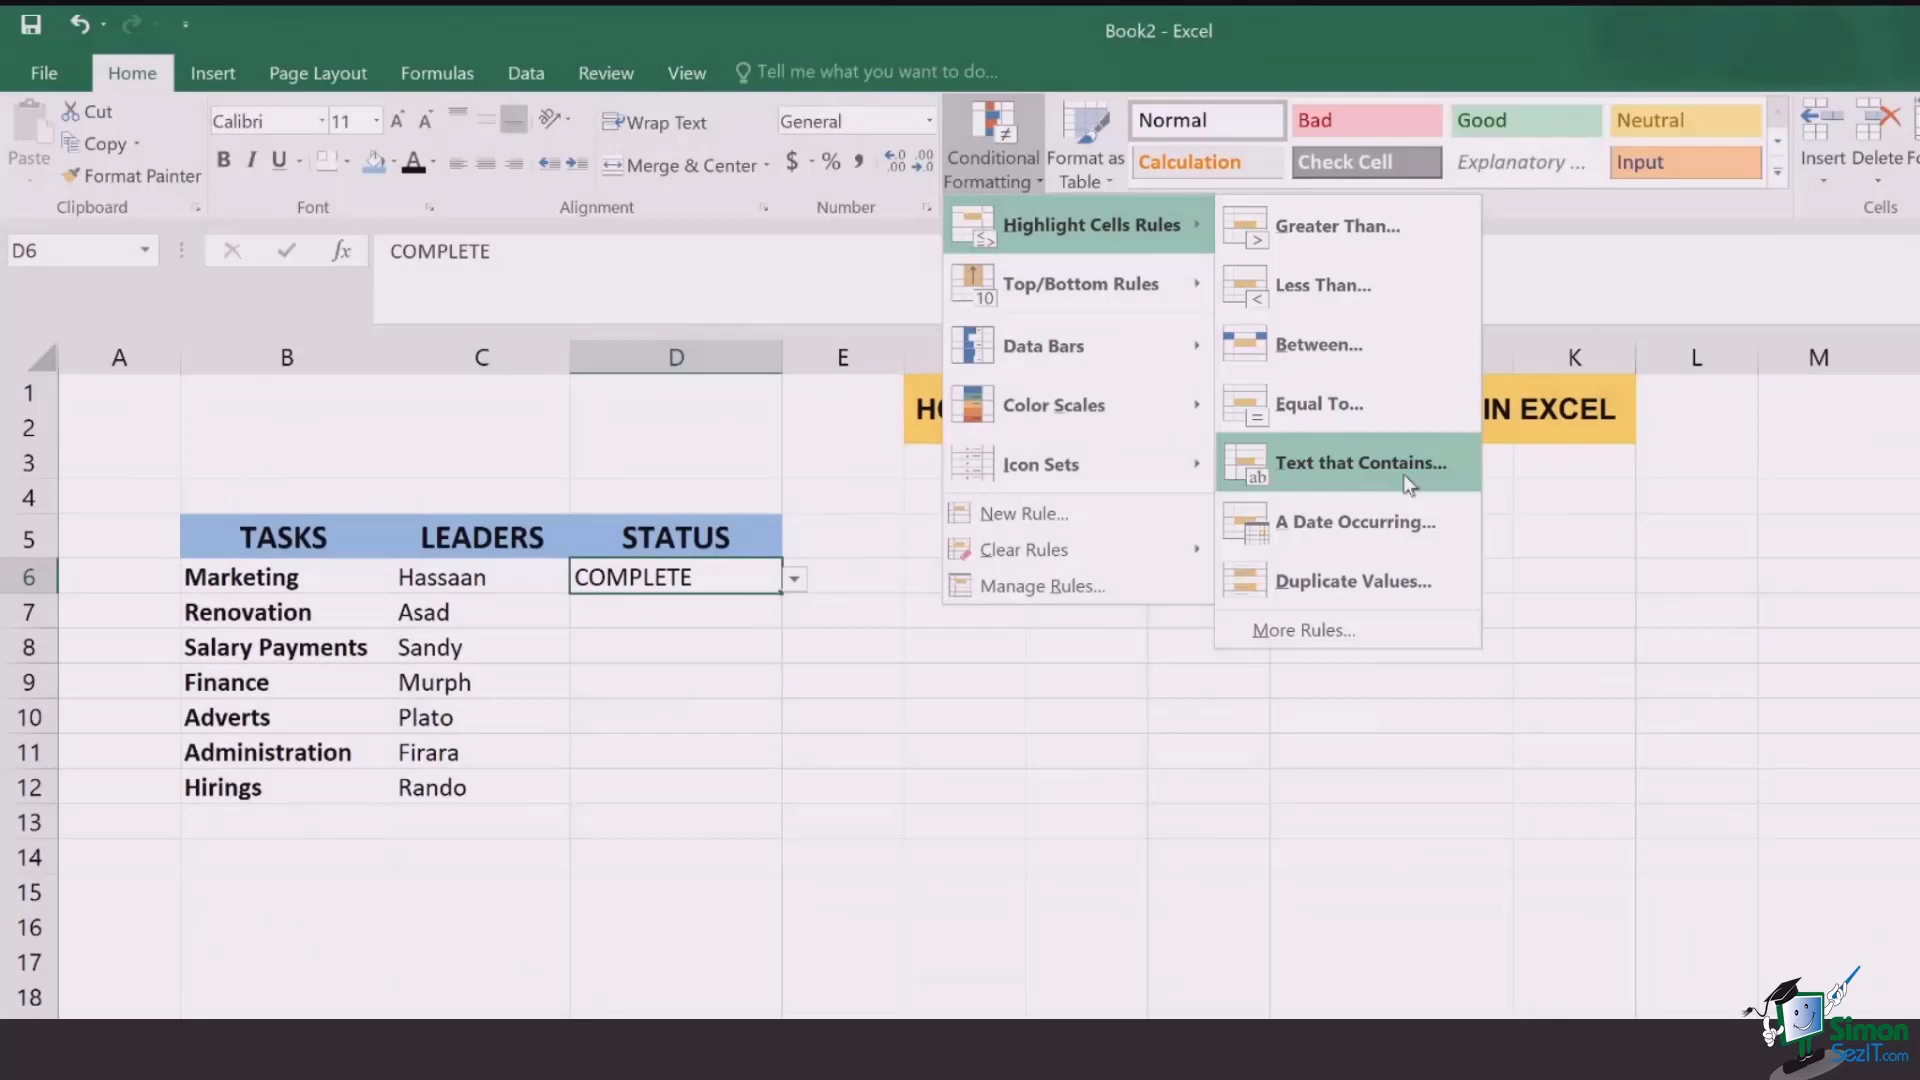 Book2 - Excel
File Home Insert Page Layout Formulas Data Review View Tell me what you want to do...
Paste
Cut
Copy
Format Painter
Clipboard
Calibri 11
B I U
Font
Wrap Text
Merge & Center
Alignment
General
$ % ,
Number
Conditional Formatting
Format as Table
Normal Bad Good Neutral
Calculation Check Cell Explanatory ... Input
Insert Delete
Cells
D6 fx COMPLETE
Highlight Cells Rules
Top/Bottom Rules
Data Bars
Color Scales
Icon Sets
New Rule...
Clear Rules
Manage Rules...
Greater Than...
Less Than...
Between...
Equal To...
Text that Contains...
A Date Occurring...
Duplicate Values...
More Rules...
A B C D E K L M
1
IN EXCEL
2
3
4
5 TASKS LEADERS STATUS
6 Marketing Hassaan COMPLETE
7 Renovation Asad
8 Salary Payments Sandy
9 Finance Murph
10 Adverts Plato
11 Administration Firara
12 Hirings Rando
13
14
15
16
17
18
Simon
SezIT.com